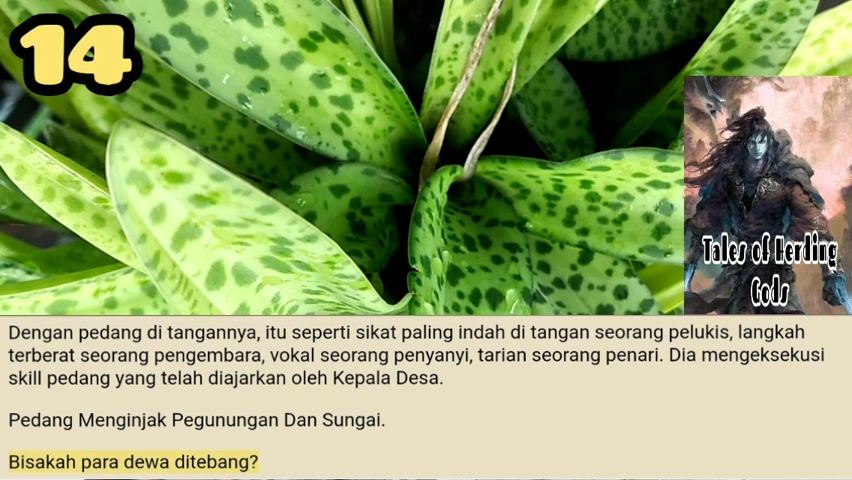 14
Tales of Herding
Gods
Dengan pedang di tangannya, itu seperti sikat paling indah di tangan seorang pelukis, langkah
terberat seorang pengembara, vokal seorang penyanyi, tarian seorang penari. Dia mengeksekusi
skill pedang yang telah diajarkan oleh Kepala Desa.
Pedang Menginjak Pegunungan Dan Sungai.
Bisakah para dewa ditebang?